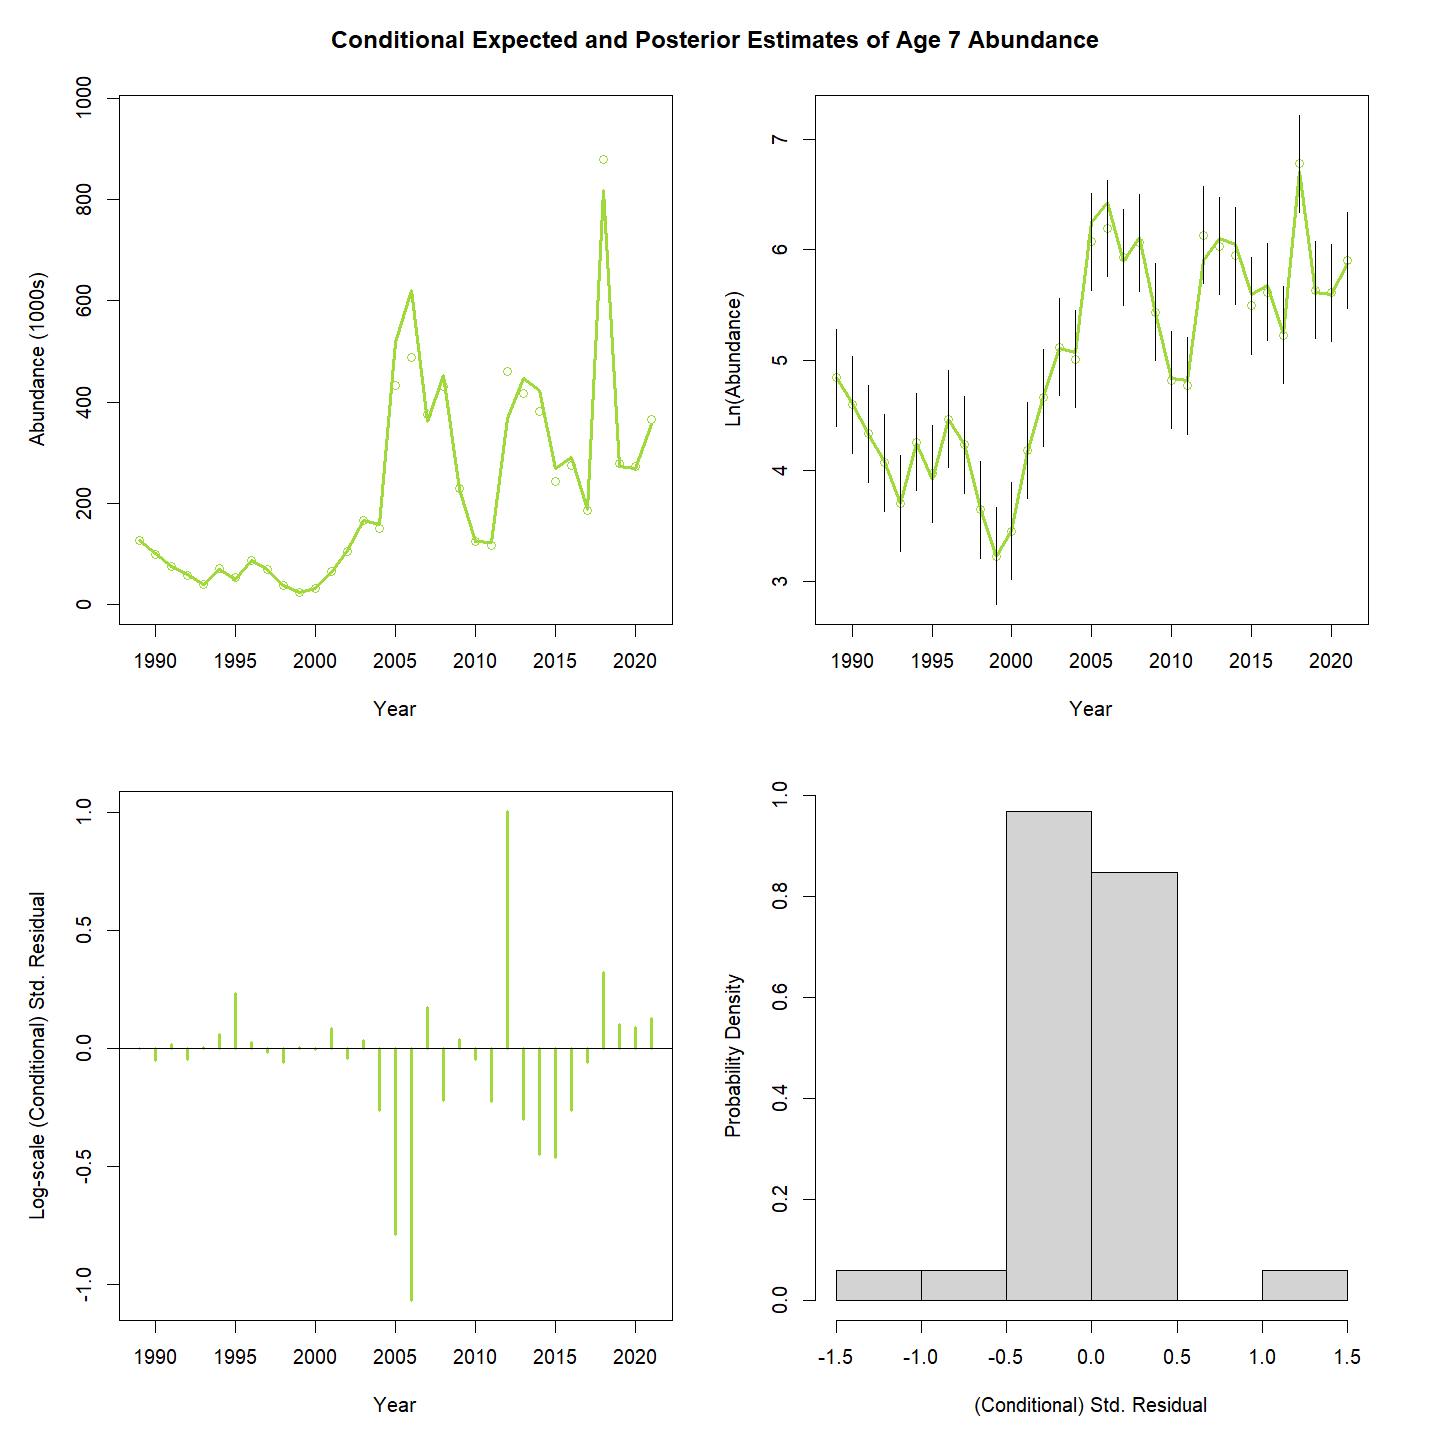 Conditional Expected and Posterior Estimates of Age 7 Abundance
Abundance (1000s)
1000
800
600
400
200
0
1990 1995 2000 2005 2010 2015 2020
Year
Ln(Abundance)
7
6
5
4
3
1990 1995 2000 2005 2010 2015 2020
Year
Log-scale (Conditional) Std. Residual
1.0
0.5
0.0
-0.5
-1.0
1990 1995 2000 2005 2010 2015 2020
Year
Probability Density
1.0
0.8
0.6
0.4
0.2
0.0
-1.5 -1.0 -0.5 0.0 0.5 1.0 1.5
(Conditional) Std. Residual